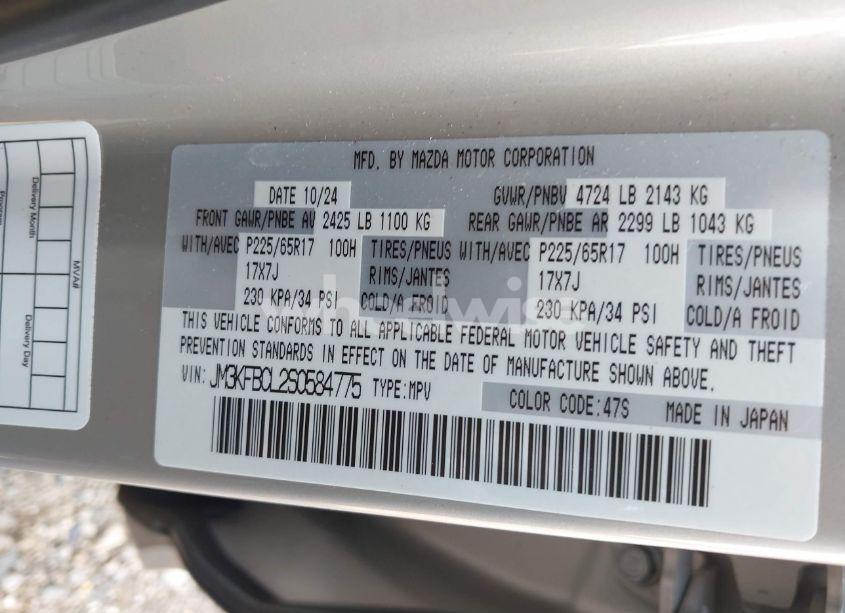 MFD. BY MAZDA MOTOR CORPORATION
DATE 10/24 GVWR/PNBV 4724 LB 2143 KG
FRONT GAWR/PNBE AV 2425 LB 1100 KG REAR GAWR/PNBE AR 2299 LB 1043 KG
WITH/AVEC P225/65R17 100H TIRES/PNEUS WITH/AVEC P225/65R17 100H TIRES/PNEUS
17X7J RIMS/JANTES 17X7J RIMS/JANTES
230 KPA/34 PSI COLD/A FROID 230 KPA/34 PSI COLD/A FROID
THIS VEHICLE CONFORMS TO ALL APPLICABLE FEDERAL MOTOR VEHICLE SAFETY AND THEFT
PREVENTION STANDARDS IN EFFECT ON THE DATE OF MANUFACTURE SHOWN ABOVE.
VIN: JM3KFBCL2S0584775 TYPE:MPV COLOR CODE:47S MADE IN JAPAN
Delivery Month
MVA#
Delivery Day
wheelwise